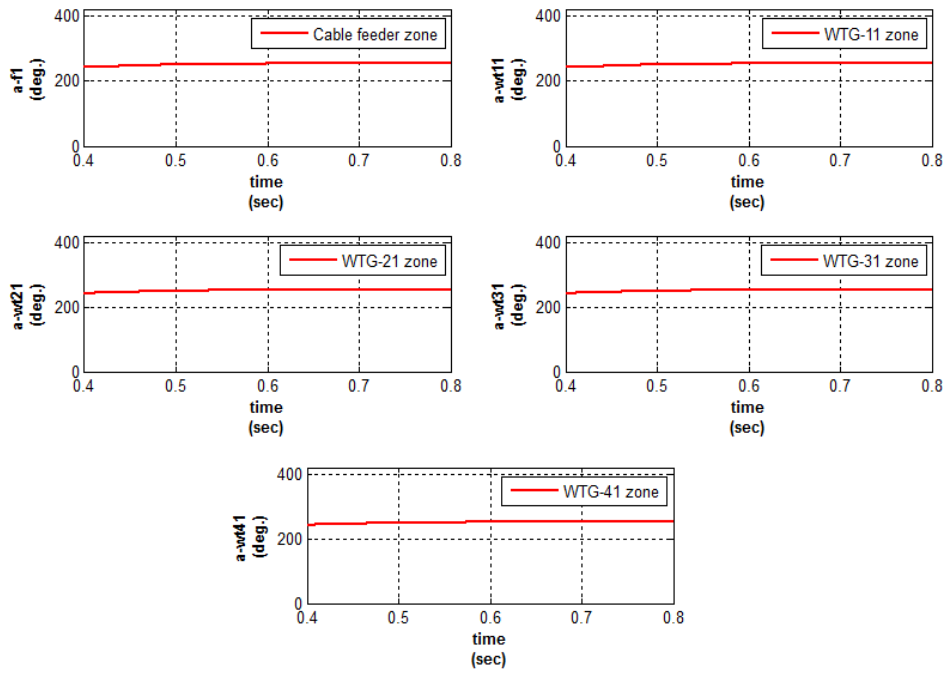 400
200
0
a-f1
(deg.)
Cable feeder zone
0.4 0.5 0.6 0.7 0.8
time
(sec)
400
200
0
a-wt11
(deg.)
WTG-11 zone
0.4 0.5 0.6 0.7 0.8
time
(sec)
400
200
0
a-wt21
(deg.)
WTG-21 zone
0.4 0.5 0.6 0.7 0.8
time
(sec)
400
200
0
a-wt31
(deg.)
WTG-31 zone
0.4 0.5 0.6 0.7 0.8
time
(sec)
400
200
0
a-wt41
(deg.)
WTG-41 zone
0.4 0.5 0.6 0.7 0.8
time
(sec)